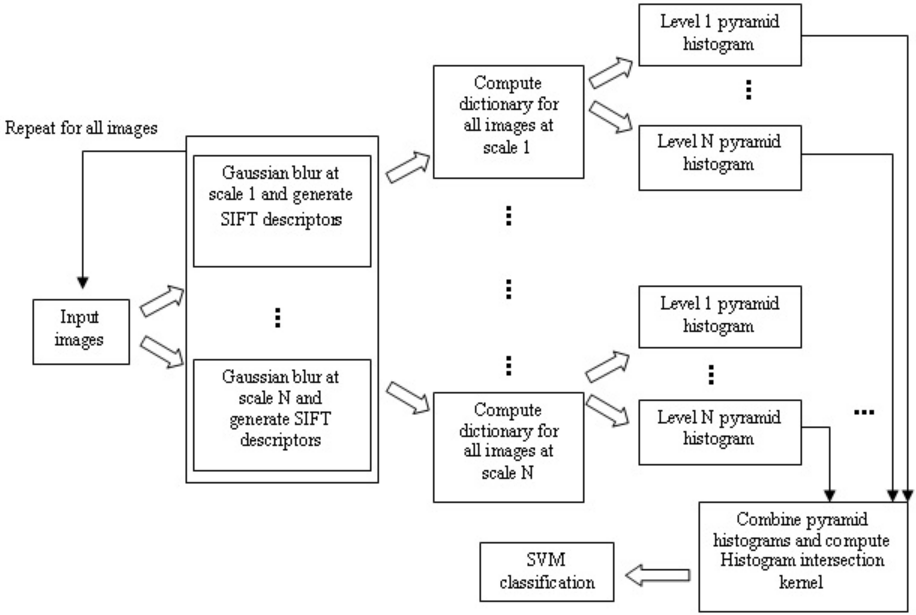 Repeat for all images
Input
images
Gaussian blur at
scale 1 and generate
SIFT descriptors
Gaussian blur at
scale N and
generate SIFT
descriptors
Compute
dictionary for
all images at
scale 1
Compute
dictionary for
all images at
scale N
Level 1 pyramid
histogram
Level N pyramid
histogram
Level 1 pyramid
histogram
Level N pyramid
histogram
Combine pyramid
histograms and compute
Histogram intersection
kernel
SVM
classification